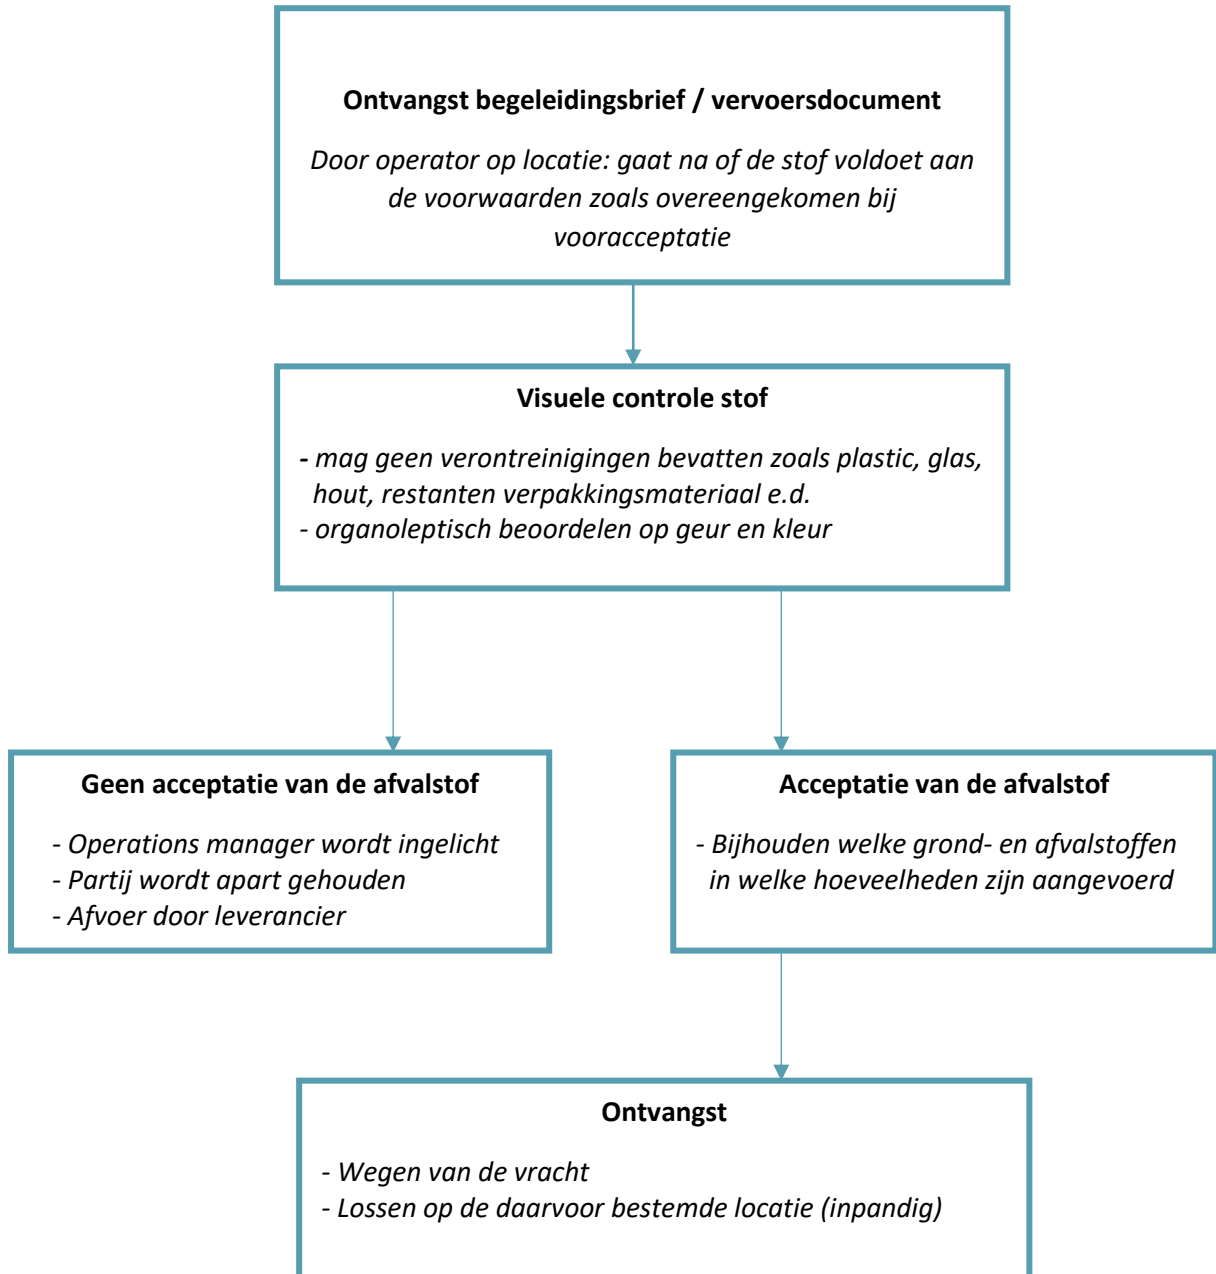 Ontvangst begeleidingsbrief / vervoersdocument
Door operator op locatie: gaat na of de stof voldoet aan
de voorwaarden zoals overeengekomen bij
vooracceptatie
Visuele controle stof
- mag geen verontreinigingen bevatten zoals plastic, glas,
hout, restanten verpakkingsmateriaal e.d.
- organoleptisch beoordelen op geur en kleur
Geen acceptatie van de afvalstof
- Operations manager wordt ingelicht
- Partij wordt apart gehouden
- Afvoer door leverancier
Acceptatie van de afvalstof
- Bijhouden welke grond- en afvalstoffen
in welke hoeveelheden zijn aangevoerd
Ontvangst
- Wegen van de vracht
- Lossen op de daarvoor bestemde locatie (inpandig)